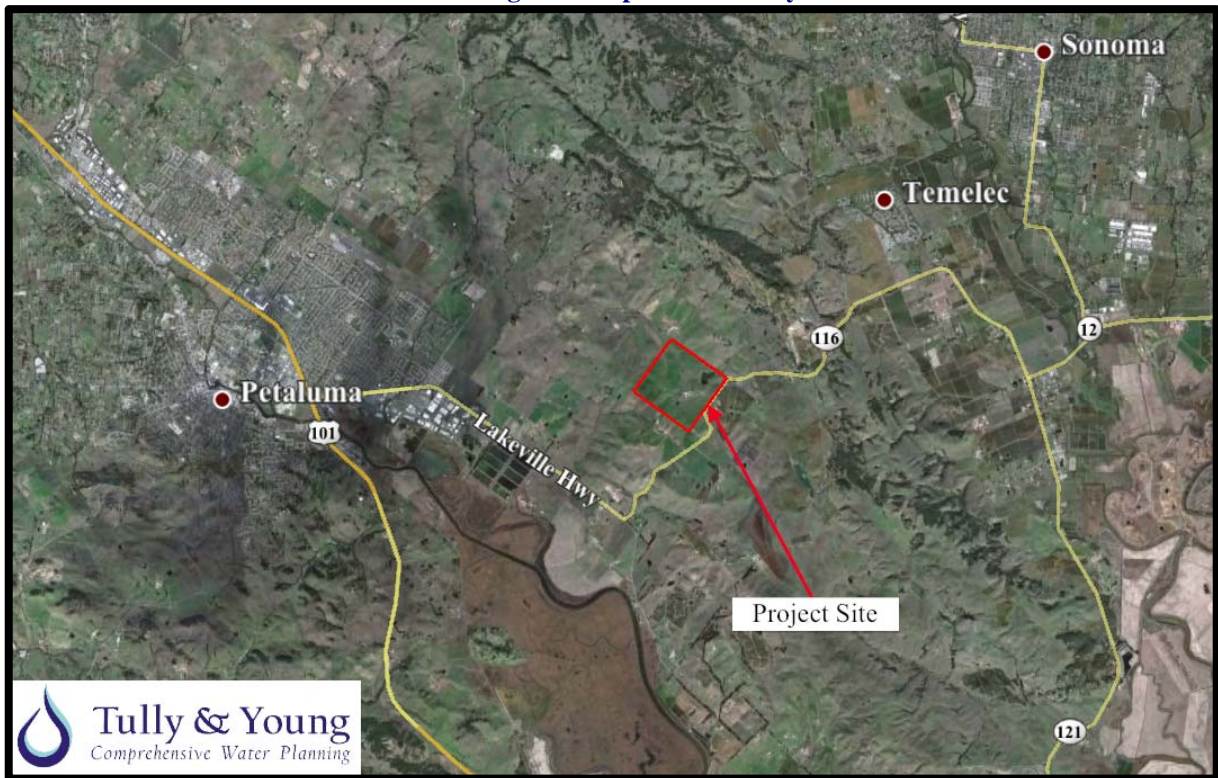 Sonoma
Temelec
12
116
Petaluma
101
Lakeville Hwy
Project Site
Tully & Young
Comprehensive Water Planning
121